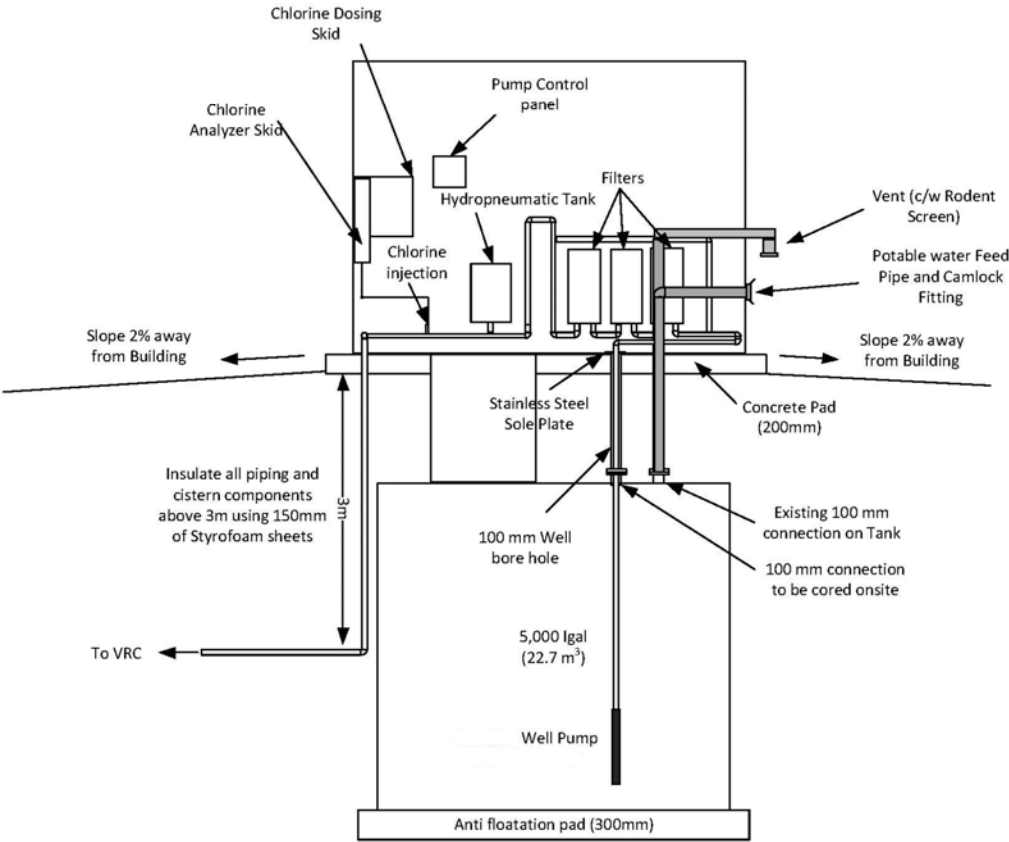 Chlorine Dosing
Skid
Pump Control
panel
Chlorine
Analyzer Skid
Filters
Hydropneumatic Tank
Vent (c/w Rodent
Screen)
Chlorine
injection
Potable water Feed
Pipe and Camlock
Fitting
Slope 2% away
from Building
Slope 2% away
from Building
Stainless Steel
Sole Plate
Concrete Pad
(200mm)
Insulate all piping and
cistern components
above 3m using 150mm
of Styrofoam sheets
3m
100 mm Well
bore hole
Existing 100 mm
connection on Tank
100 mm connection
to be cored onsite
5,000 Igal
(22.7 m³)
To VRC
Well Pump
Anti floatation pad (300mm)